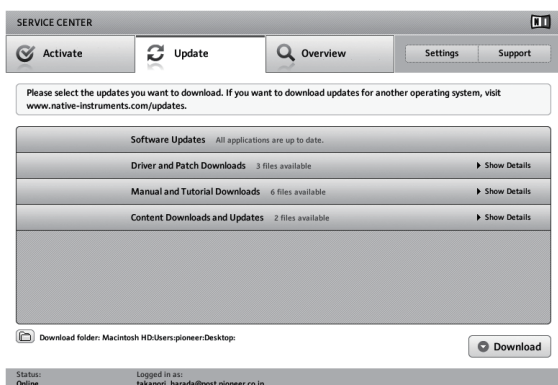 SERVICE CENTER
Activate
Update
Overview
Settings
Support
Please select the updates you want to download. If you want to download updates for another operating system, visit
www.native-instruments.com/updates.
Software Updates All applications are up to date.
Driver and Patch Downloads 3 files available Show Details
Manual and Tutorial Downloads 6 files available Show Details
Content Downloads and Updates 2 files available Show Details
Download folder: Macintosh HD:Users:pioneer:Desktop:
Download
Status: Logged in as:
Online takanori_harada@post.pioneer.co.jp